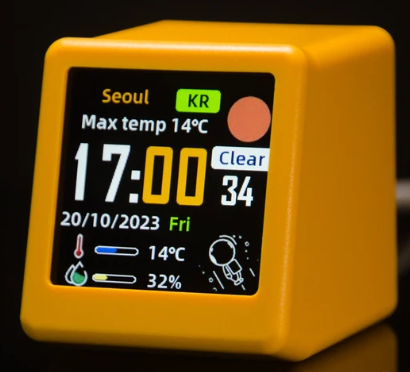 Seoul KR
Max temp 14℃
17:00 Clear
34
20/10/2023 Fri
14℃
32%